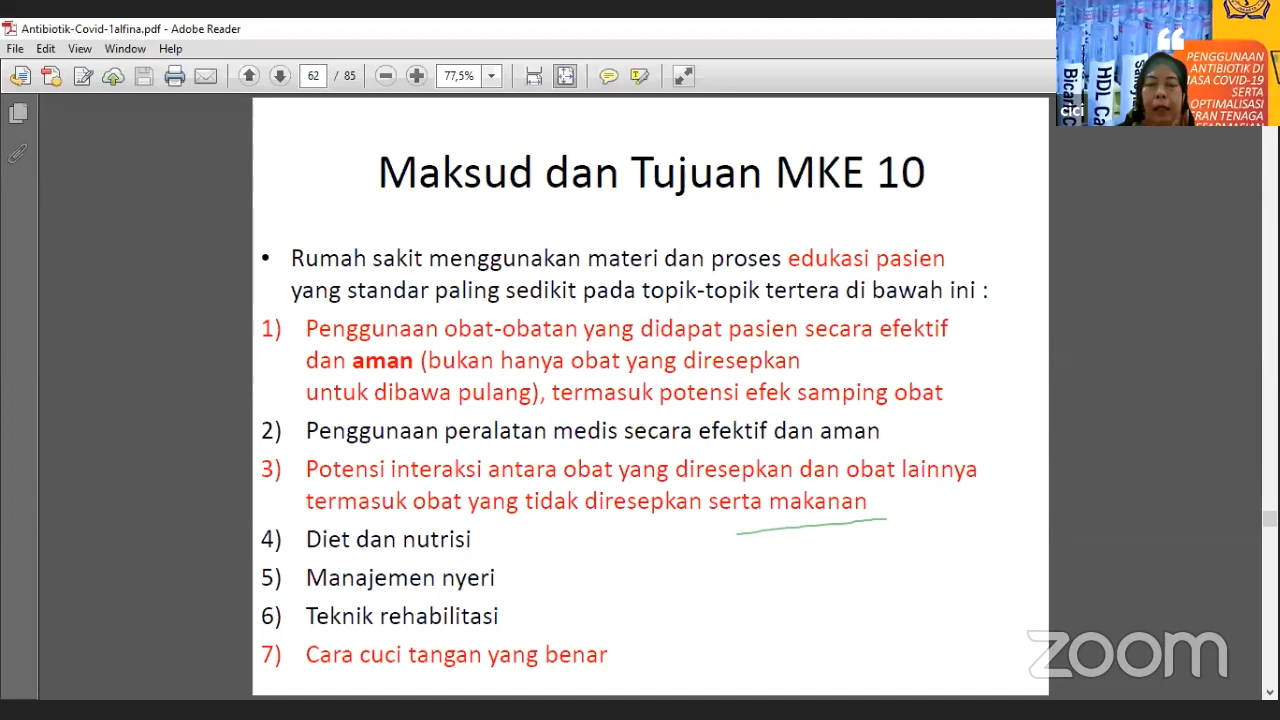 Antibiotik-Covid-1alfina.pdf - Adobe Reader
File Edit View Window Help
62 / 85 77,5%
Maksud dan Tujuan MKE 10
• Rumah sakit menggunakan materi dan proses edukasi pasien
yang standar paling sedikit pada topik-topik tertera di bawah ini :
1) Penggunaan obat-obatan yang didapat pasien secara efektif
dan aman (bukan hanya obat yang diresepkan
untuk dibawa pulang), termasuk potensi efek samping obat
2) Penggunaan peralatan medis secara efektif dan aman
3) Potensi interaksi antara obat yang diresepkan dan obat lainnya
termasuk obat yang tidak diresepkan serta makanan
4) Diet dan nutrisi
5) Manajemen nyeri
6) Teknik rehabilitasi
7) Cara cuci tangan yang benar
PENGGUNAAN
ANTIBIOTIK DI
MASA COVID-19
SERTA
OPTIMALISASI
TENAGA
cici
HDL
zoom